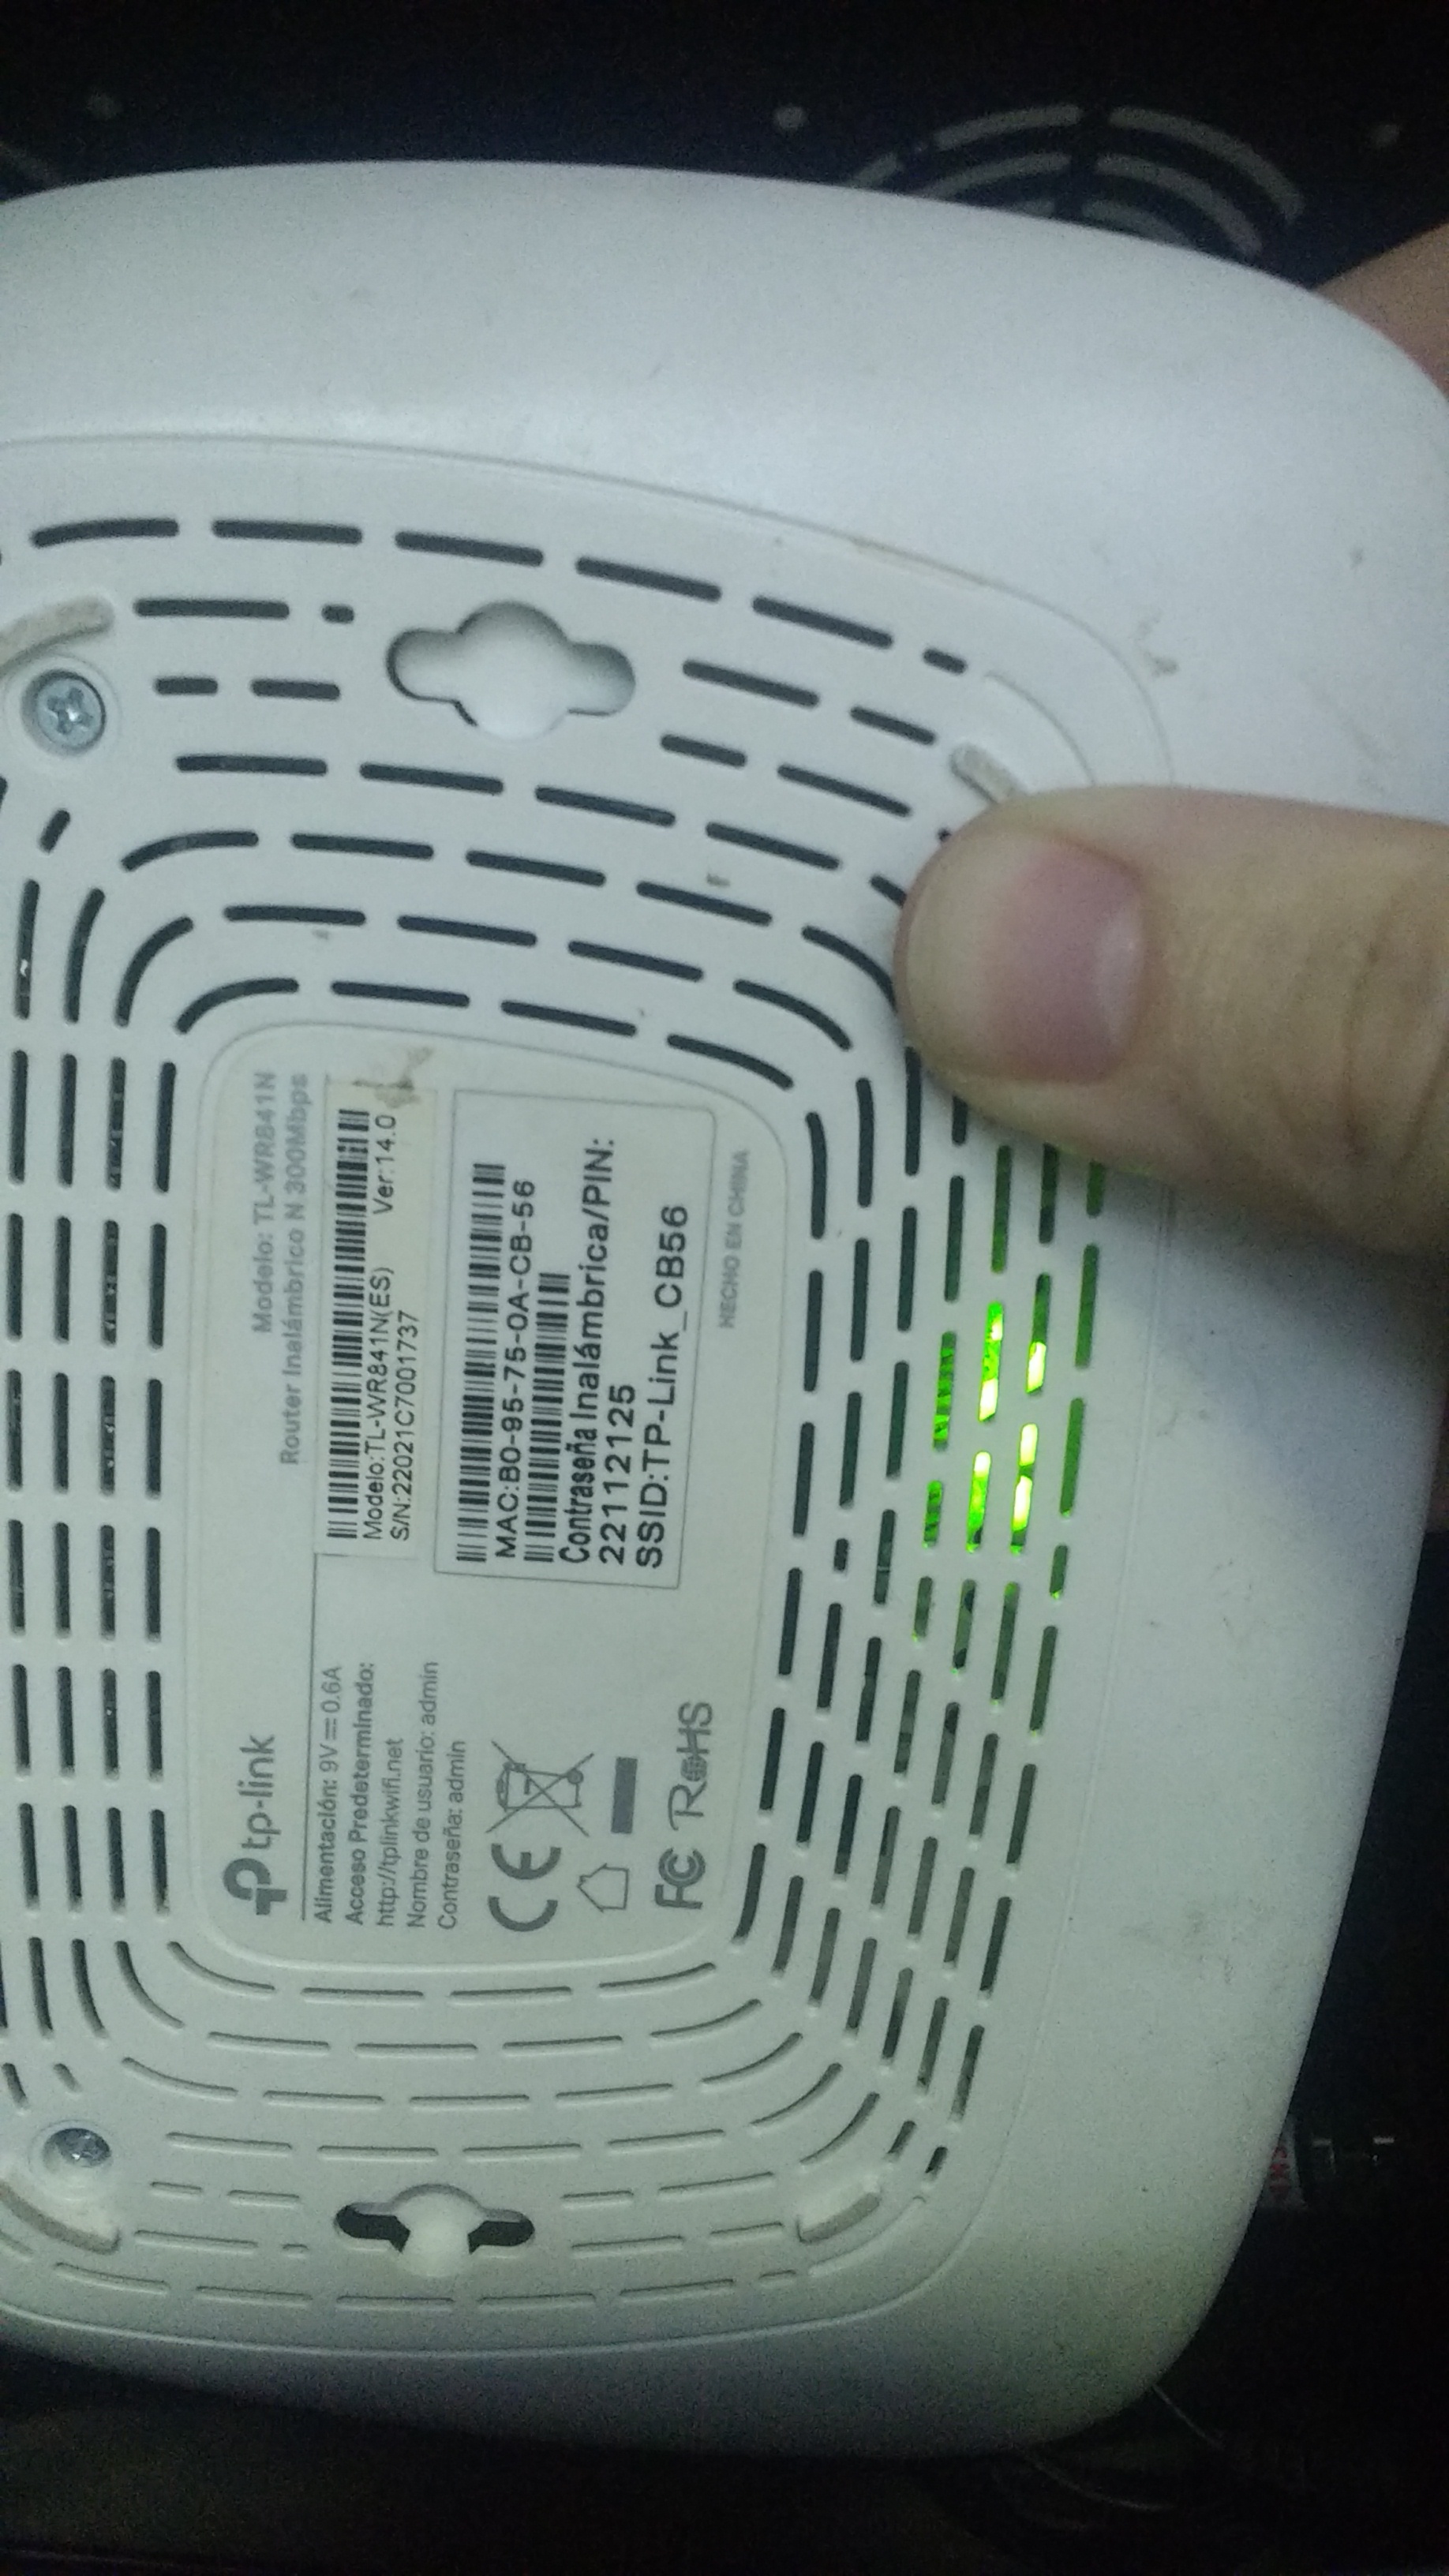 tp-link
Modelo: TL-WR841N
Router Inalámbrico N 300Mbps
Alimentación: 9V⎓0.6A
Acceso Predeterminado:
http://tplinkwifi.net
Nombre de usuario: admin
Contraseña: admin
Modelo:TL-WR841N(ES) Ver:14.0
S/N:22021C7001737
MAC:B0-95-75-0A-CB-56
Contraseña Inalámbrica/PIN:
22112125
SSID:TP-Link_CB56
CE
FC RoHS
HECHO EN CHINA